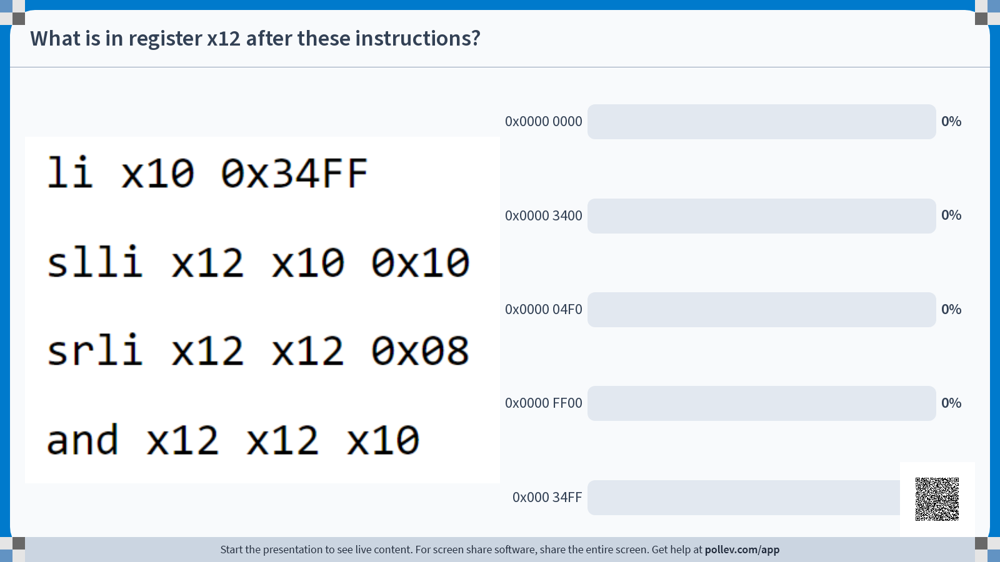 What is in register x12 after these instructions?
li x10 0x34FF
slli x12 x10 0x10
srli x12 x12 0x08
and x12 x12 x10
0x0000 0000 0%
0x0000 3400 0%
0x0000 04F0 0%
0x0000 FF00 0%
0x000 34FF
Start the presentation to see live content. For screen share software, share the entire screen. Get help at pollev.com/app